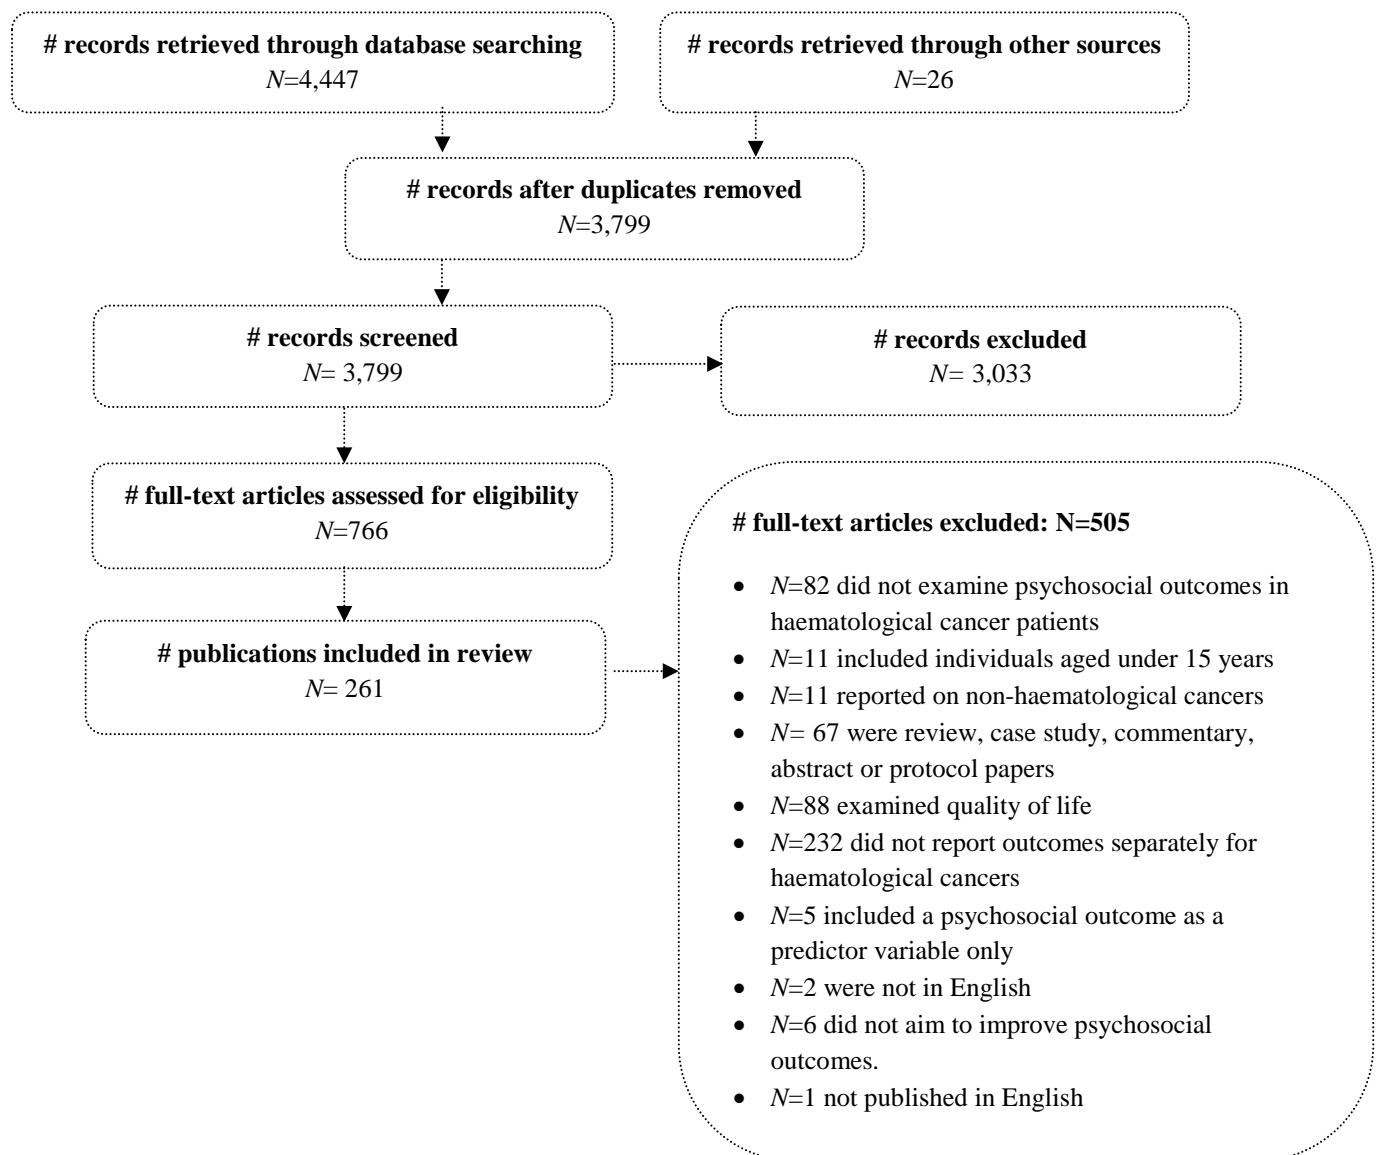 # records retrieved through database searching
N=4,447
# records retrieved through other sources
N=26
# records after duplicates removed
N=3,799
# records screened
N= 3,799
# records excluded
N= 3,033
# full-text articles assessed for eligibility
N=766
# publications included in review
N= 261
# full-text articles excluded: N=505
• N=82 did not examine psychosocial outcomes in
haematological cancer patients
• N=11 included individuals aged under 15 years
• N=11 reported on non-haematological cancers
• N= 67 were review, case study, commentary,
abstract or protocol papers
• N=88 examined quality of life
• N=232 did not report outcomes separately for
haematological cancers
• N=5 included a psychosocial outcome as a
predictor variable only
• N=2 were not in English
• N=6 did not aim to improve psychosocial
outcomes.
• N=1 not published in English